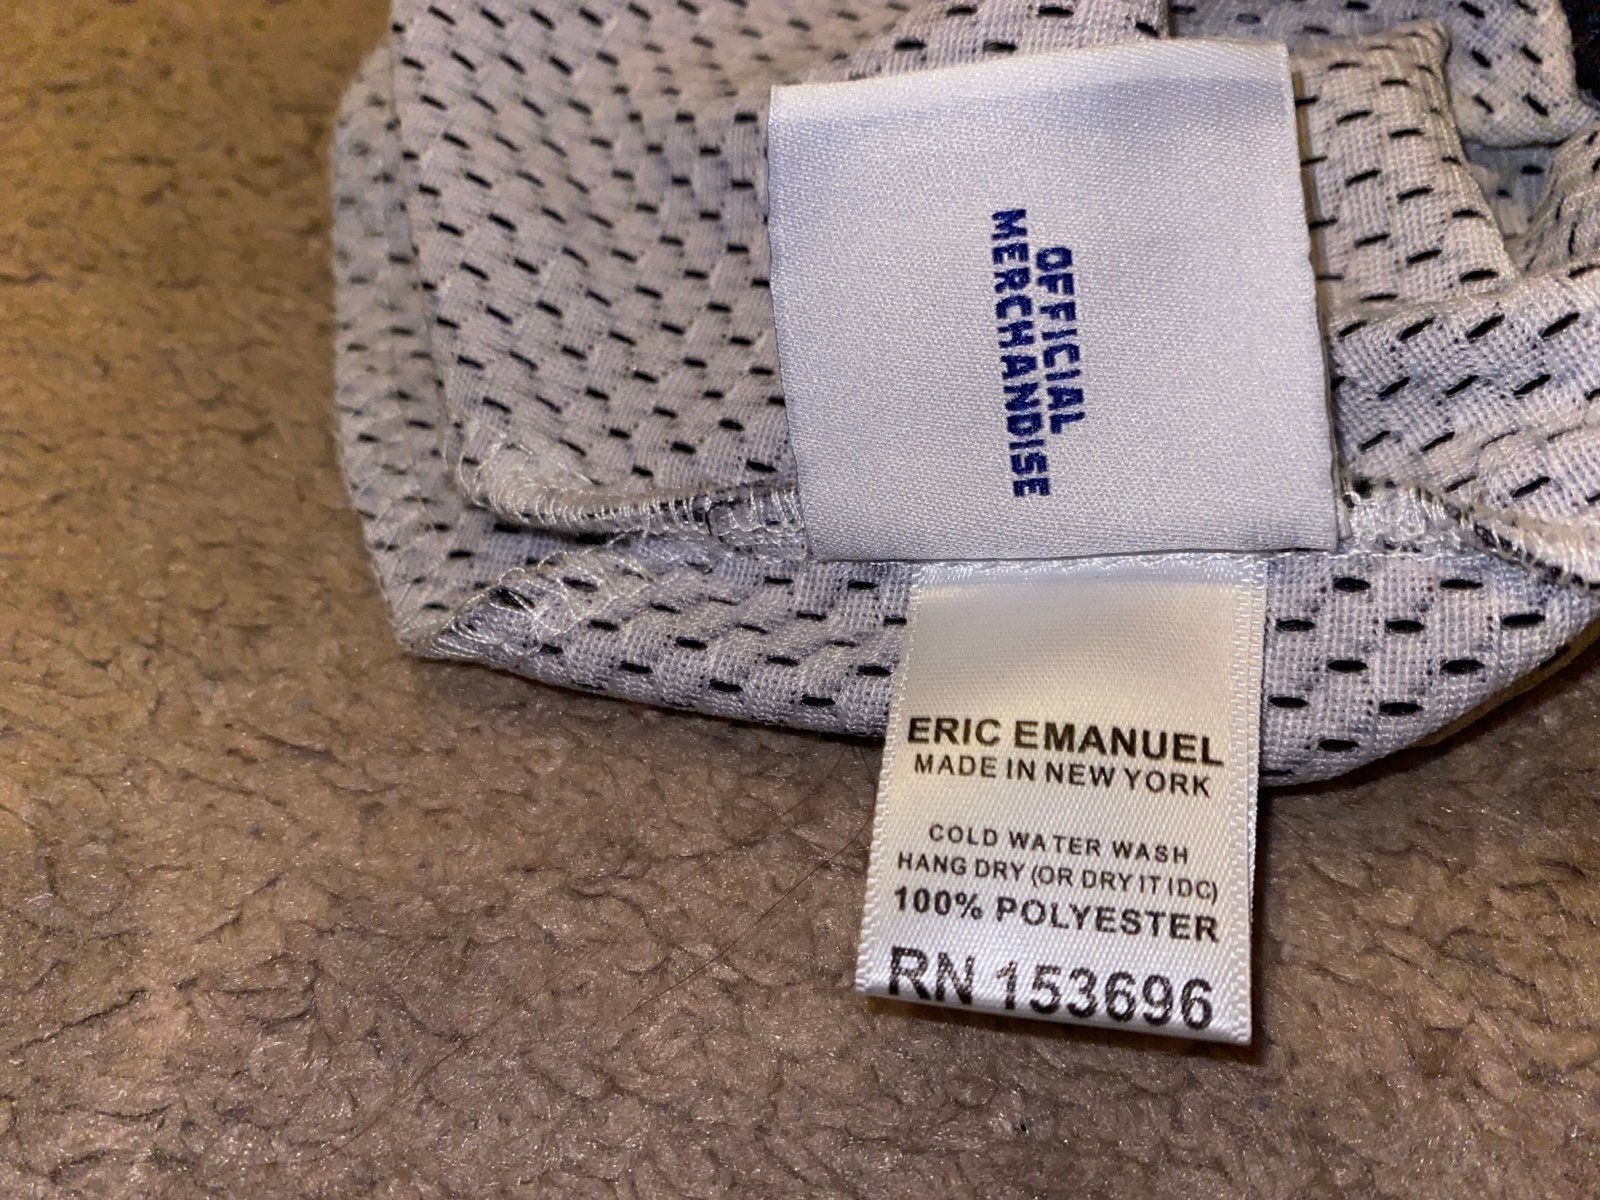 OFFICIAL
MERCHANDISE
ERIC EMANUEL
MADE IN NEW YORK
COLD WATER WASH
HANG DRY (OR DRY IT IDC)
100% POLYESTER
RN 153696